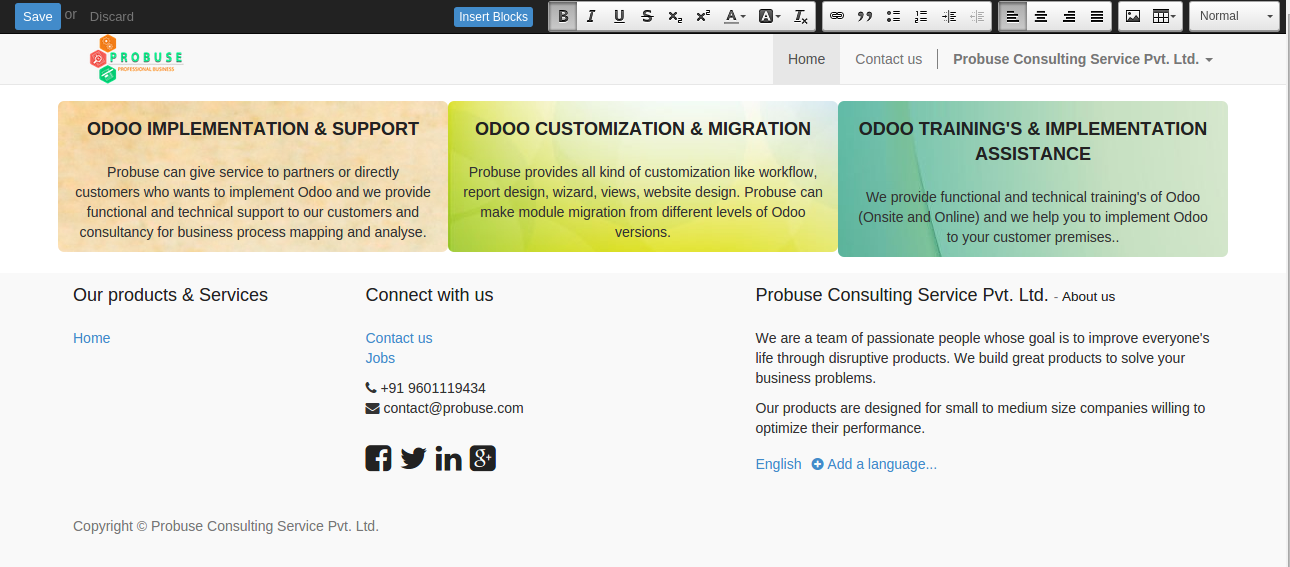 Save or Discard Insert Blocks B I U S x₂ x² A A Tx Normal
PROBUSE
PROFESSIONAL BUSINESS
Home Contact us Probuse Consulting Service Pvt. Ltd.
ODOO IMPLEMENTATION & SUPPORT
Probuse can give service to partners or directly
customers who wants to implement Odoo and we provide
functional and technical support to our customers and
consultancy for business process mapping and analyse.
ODOO CUSTOMIZATION & MIGRATION
Probuse provides all kind of customization like workflow,
report design, wizard, views, website design. Probuse can
make module migration from different levels of Odoo
versions.
ODOO TRAINING'S & IMPLEMENTATION
ASSISTANCE
We provide functional and technical training's of Odoo
(Onsite and Online) and we help you to implement Odoo
to your customer premises..
Our products & Services
Home
Connect with us
Contact us
Jobs
+91 9601119434
contact@probuse.com
Probuse Consulting Service Pvt. Ltd. - About us
We are a team of passionate people whose goal is to improve everyone's
life through disruptive products. We build great products to solve your
business problems.
Our products are designed for small to medium size companies willing to
optimize their performance.
English Add a language...
Copyright © Probuse Consulting Service Pvt. Ltd.